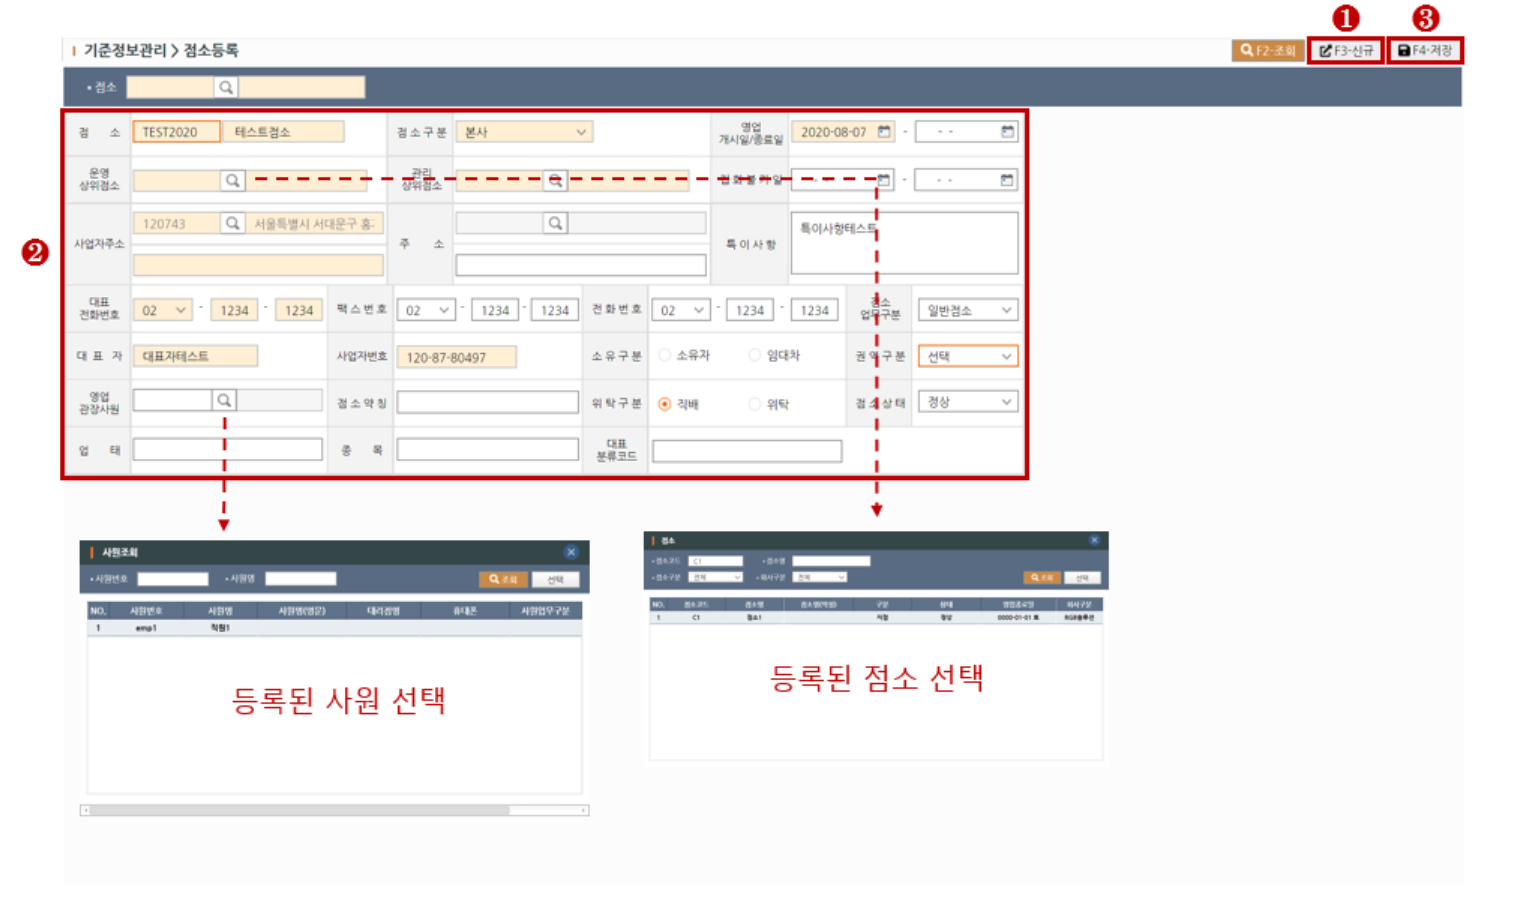 1 3
기준정보관리 > 점소등록
F2-조회 F3-신규 F4-저장
• 점소
점 소 TEST2020 테스트점소 점소구분 본사 영업 개시일/종료일 2020-08-07 - - -
운영 상위점소 관리 상위점소 집화불가일 - - - - -
2
사업자주소 120743 서울특별시 서대문구 홍: 주 소 특이사항 특이사항테스트
대표 전화번호 02 - 1234 - 1234 팩스번호 02 - 1234 - 1234 전화번호 02 - 1234 - 1234 점소 업무구분 일반점소
대표자 대표자테스트 사업자번호 120-87-80497 소유구분 소유자 임대차 권역구분 선택
영업 관장사원 점소약칭 위탁구분 직배 위탁 점소상태 정상
업 태 종 목 대표 분류코드
사원조회
• 사원번호 • 사원명 조회 선택
NO. 사원번호 사원명 사원명(영문) 대리점명 휴대폰 사원업무구분
1 emp1 직원1
등록된 사원 선택
점소
• 점소코드 C1 • 점소명
• 점소구분 전체 • 회사구분 전체 조회 선택
NO. 점소코드 점소명 점소명(약칭) 구분 상태 영업종료일 회사구분
1 C1 점소1 지점 정상 0000-01-01 RGB솔루션
등록된 점소 선택